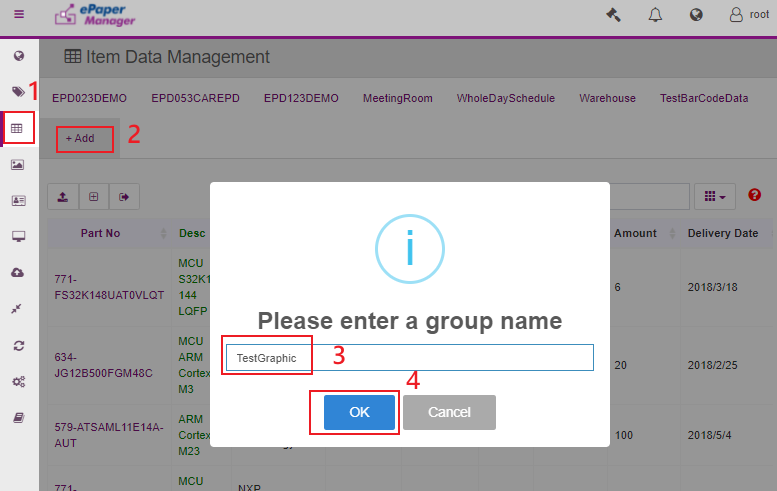 ePaper
Manager
root
1
Item Data Management
EPD023DEMO EPD053CAREPD EPD123DEMO MeetingRoom WholeDaySchedule Warehouse TestBarCodeData
+ Add 2
?
Part No Desc Amount Delivery Date
771-
FS32K148UAT0VLQT
MCU
S32K1
144
LQFP
6 2018/3/18
i
Please enter a group name
TestGraphic 3
4
OK Cancel
634-
JG12B500FGM48C
MCU
ARM
Cortex
M3
20 2018/2/25
579-ATSAML11E14A-
AUT
ARM
Cortex
M23
100 2018/5/4
771-
MCU
NXP